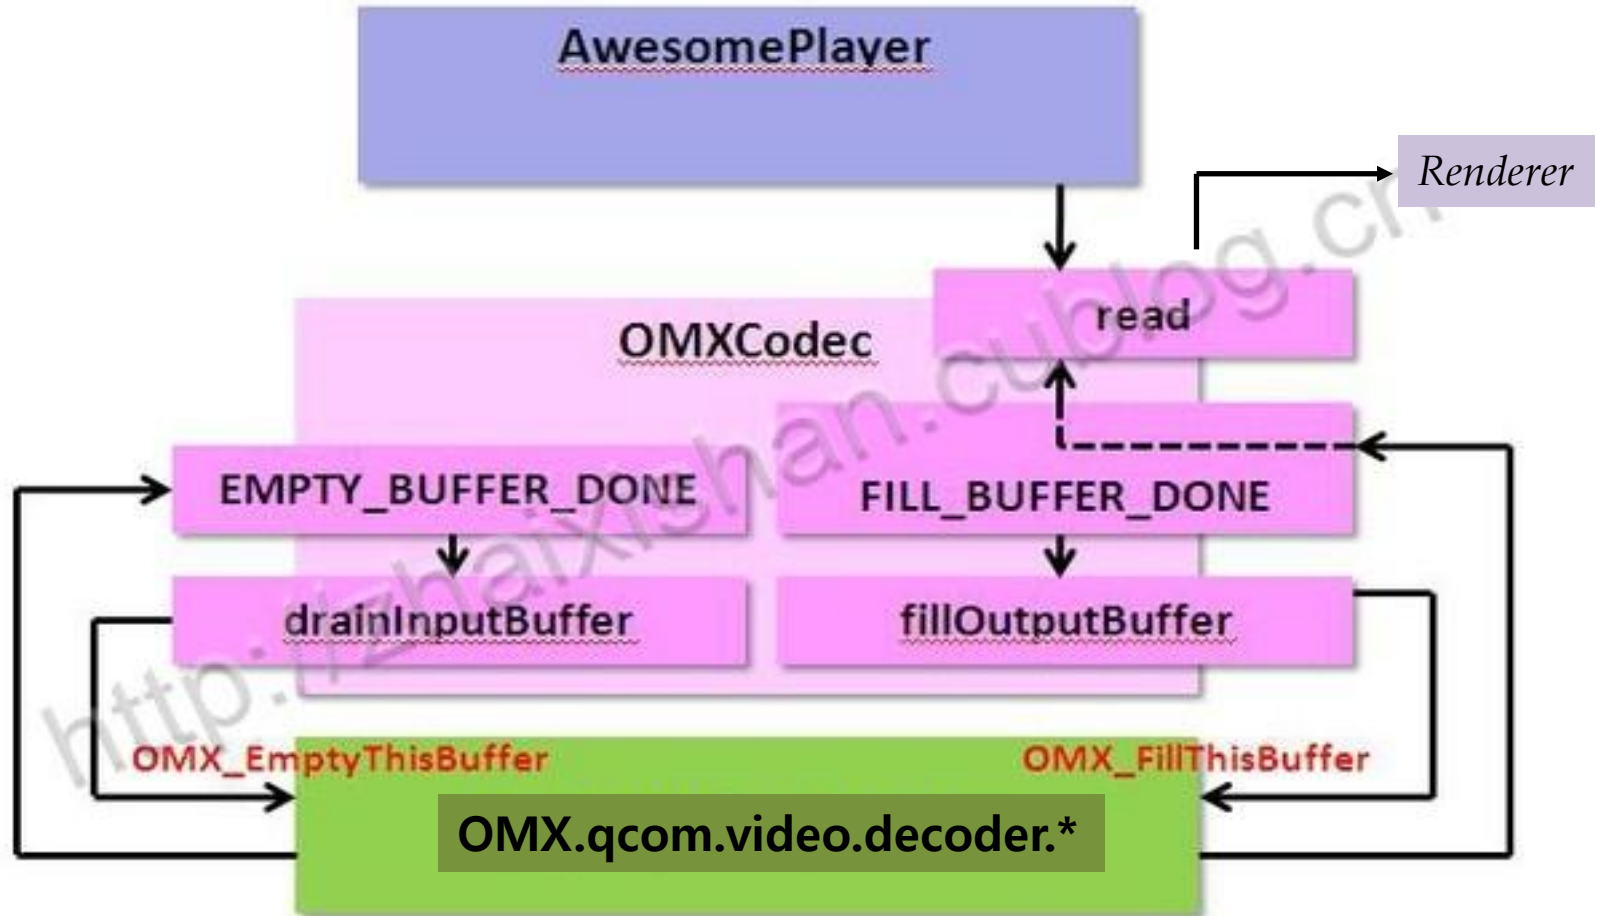 AwesomePlayer
Renderer
read
OMXCodec
EMPTY_BUFFER_DONE
FILL_BUFFER_DONE
drainInputBuffer
fillOutputBuffer
OMX_EmptyThisBuffer
OMX_FillThisBuffer
OMX.qcom.video.decoder.*
http://zhaixishan.cublog.cn